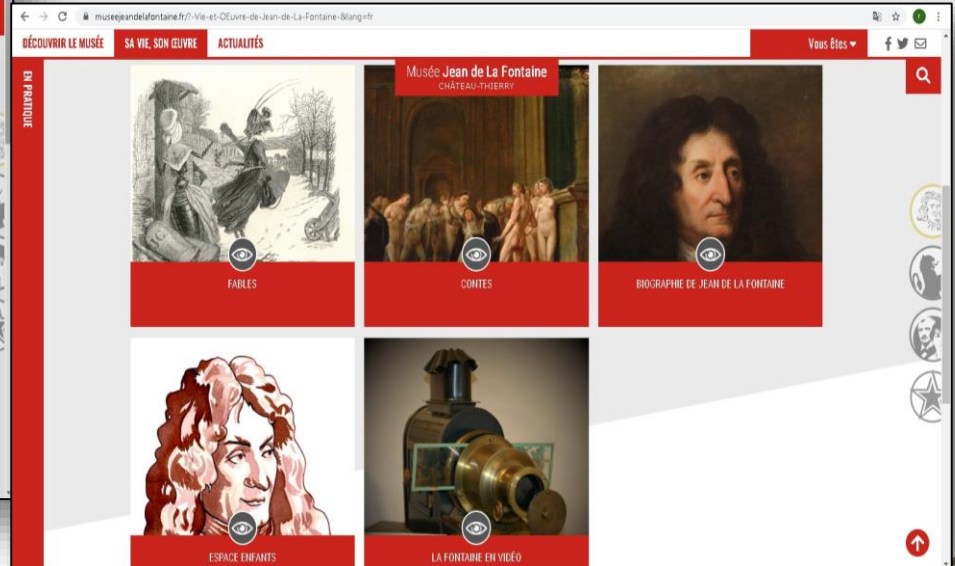 museejeandelafontaine.fr/?-Vie-et-Œuvre-de-Jean-de-La-Fontaine-&lang=fr
DÉCOUVRIR LE MUSÉE SA VIE, SON ŒUVRE ACTUALITÉS Vous êtes
Musée Jean de La Fontaine
CHÂTEAU-THIERRY
EN PRATIQUE
FABLES CONTES BIOGRAPHIE DE JEAN DE LA FONTAINE
ESPACE ENFANTS LA FONTAINE EN VIDÉO